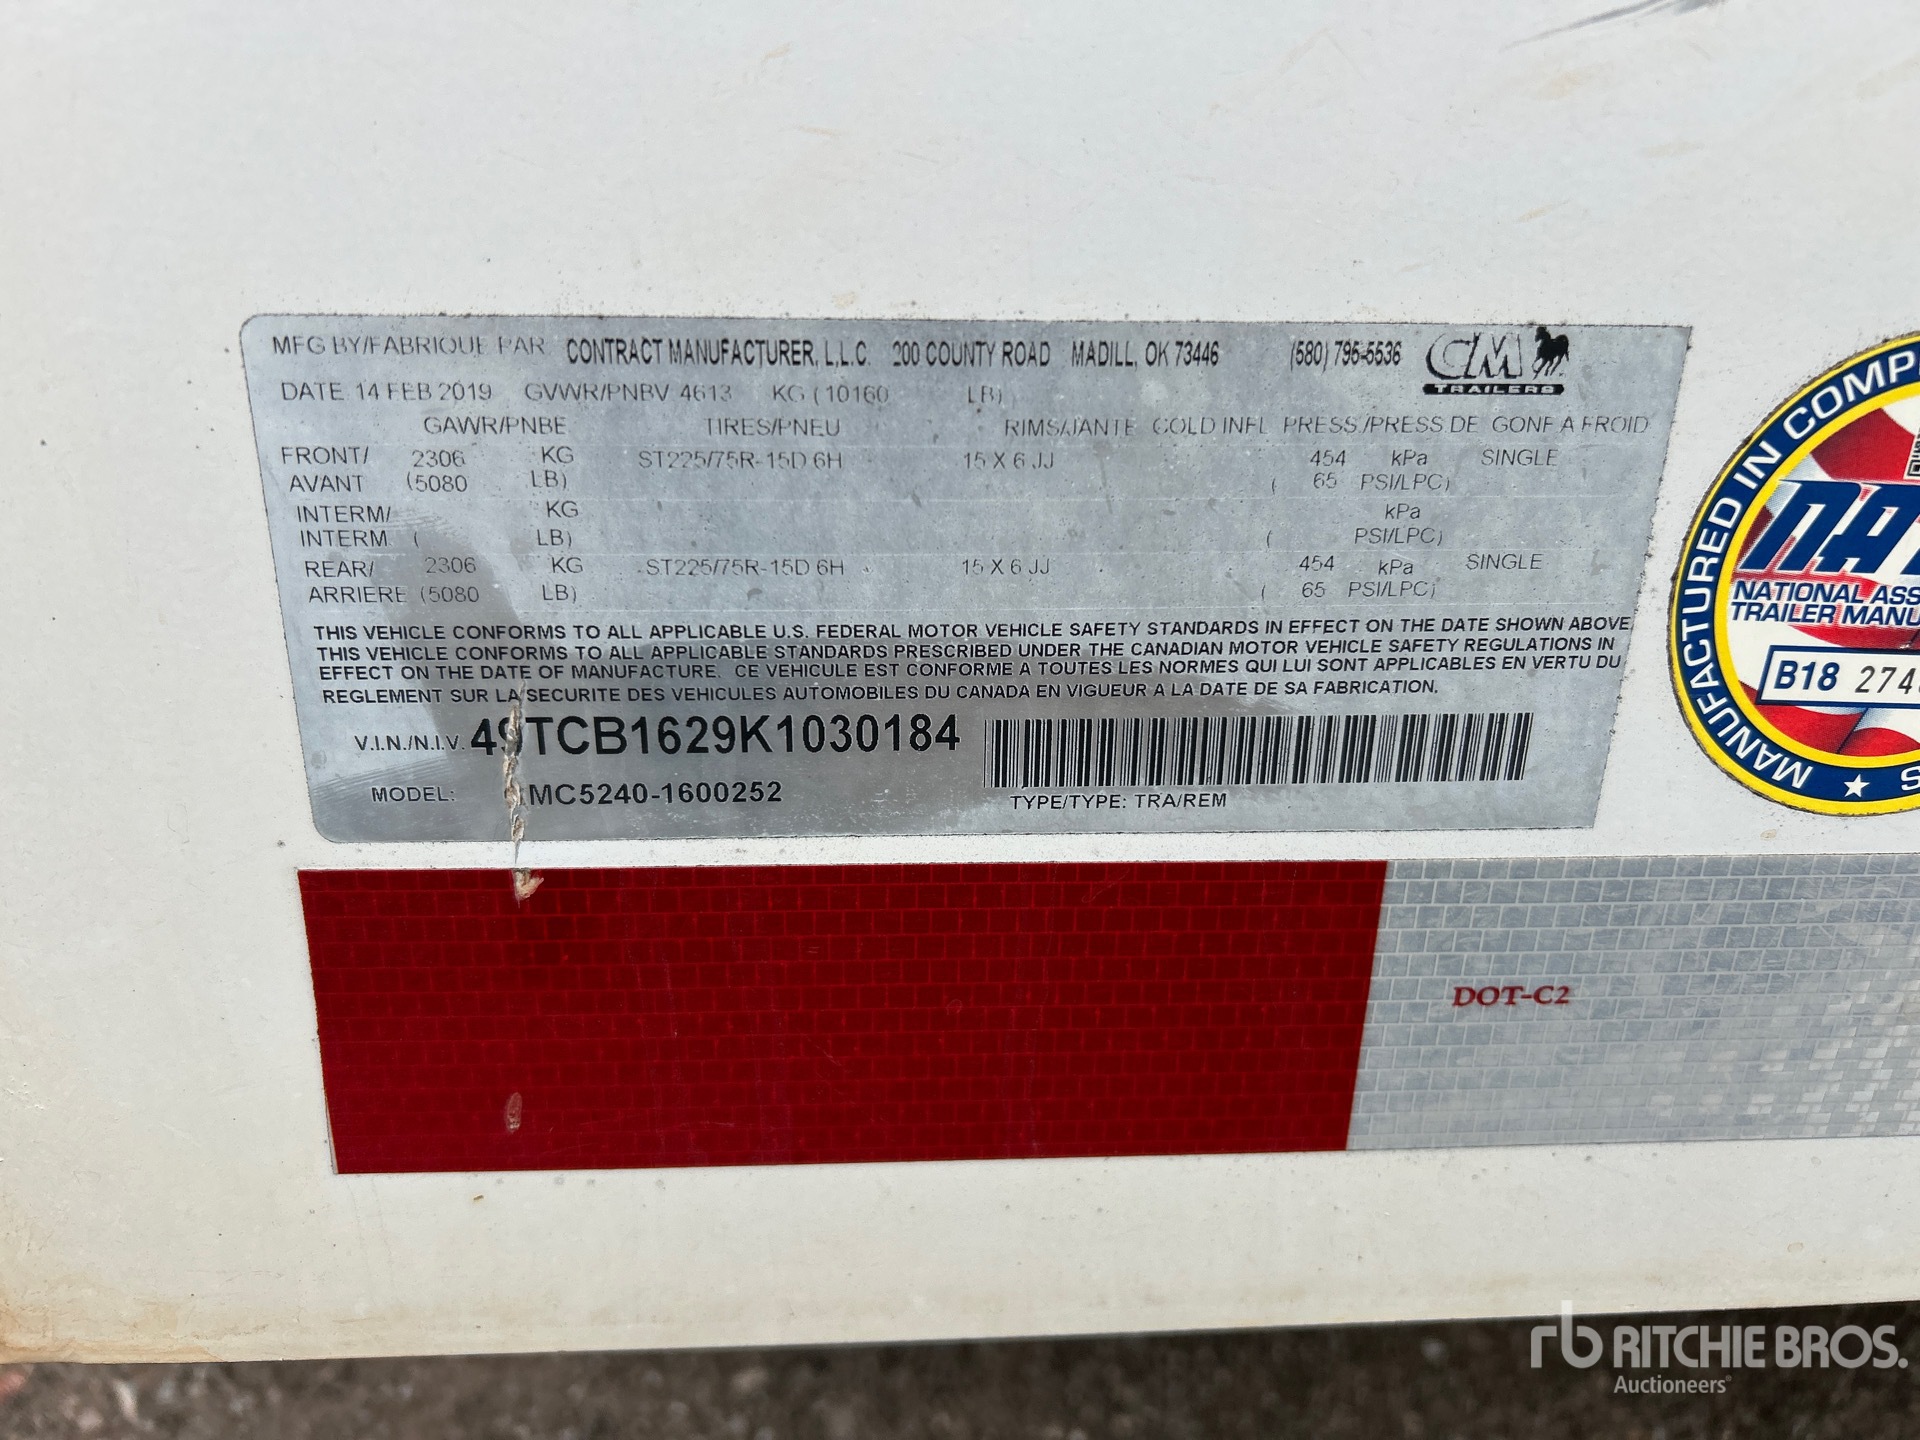 MFG BY/FABRIQUE PAR CONTRACT MANUFACTURER, L.L.C. 200 COUNTY ROAD MADILL, OK 73446 (580) 795-5536 CM TRAILERS
DATE 14 FEB 2019 GVWR/PNBV 4613 KG (10160 LB)
GAWR/PNBE TIRES/PNEU RIMS/JANTE COLD INFL PRESS./PRESS DE GONF A FROID
FRONT/ 2306 KG ST225/75R-15D 6H 15 X 6 JJ 454 kPa SINGLE
AVANT (5080 LB) ( 65 PSI/LPC)
INTERM/ KG kPa
INTERM ( LB) ( PSI/LPC)
REAR/ 2306 KG ST225/75R-15D 6H 15 X 6 JJ 454 kPa SINGLE
ARRIERE (5080 LB) ( 65 PSI/LPC)
THIS VEHICLE CONFORMS TO ALL APPLICABLE U.S. FEDERAL MOTOR VEHICLE SAFETY STANDARDS IN EFFECT ON THE DATE SHOWN ABOVE
THIS VEHICLE CONFORMS TO ALL APPLICABLE STANDARDS PRESCRIBED UNDER THE CANADIAN MOTOR VEHICLE SAFETY REGULATIONS IN
EFFECT ON THE DATE OF MANUFACTURE. CE VEHICULE EST CONFORME A TOUTES LES NORMES QUI LUI SONT APPLICABLES EN VERTU DU
REGLEMENT SUR LA SECURITE DES VEHICULES AUTOMOBILES DU CANADA EN VIGUEUR A LA DATE DE SA FABRICATION.
V.I.N./N.I.V. 49TCB1629K1030184
MODEL: MC5240-1600252 TYPE/TYPE: TRA/REM
MANUFACTURED IN COMP
NA
NATIONAL ASS
TRAILER MANU
B18 274
S
DOT-C2
rb RITCHIE BROS.
Auctioneers